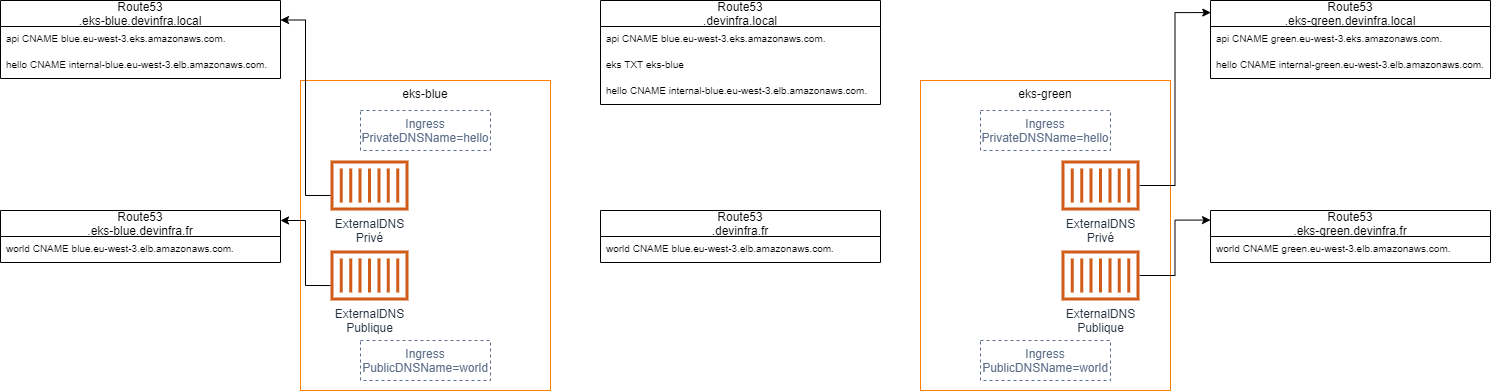 Route53
.eks-blue.devinfra.local
api CNAME blue.eu-west-3.eks.amazonaws.com.
hello CNAME internal-blue.eu-west-3.elb.amazonaws.com.
Route53
.devinfra.local
api CNAME blue.eu-west-3.eks.amazonaws.com.
eks TXT eks-blue
hello CNAME internal-blue.eu-west-3.elb.amazonaws.com.
Route53
.eks-green.devinfra.local
api CNAME green.eu-west-3.eks.amazonaws.com.
hello CNAME internal-green.eu-west-3.elb.amazonaws.com.
eks-blue
Ingress
PrivateDNSName=hello
ExternalDNS
Privé
ExternalDNS
Publique
Ingress
PublicDNSName=world
eks-green
Ingress
PrivateDNSName=hello
ExternalDNS
Privé
ExternalDNS
Publique
Ingress
PublicDNSName=world
Route53
.eks-blue.devinfra.fr
world CNAME blue.eu-west-3.elb.amazonaws.com.
Route53
.devinfra.fr
world CNAME blue.eu-west-3.elb.amazonaws.com.
Route53
.eks-green.devinfra.fr
world CNAME green.eu-west-3.elb.amazonaws.com.